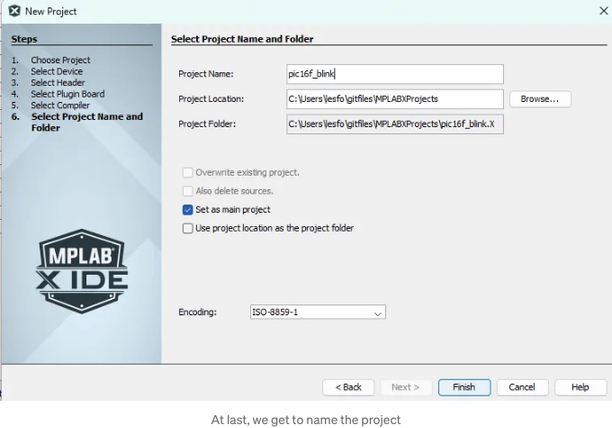 New Project
Steps
1. Choose Project
2. Select Device
3. Select Header
4. Select Plugin Board
5. Select Compiler
6. Select Project Name and
Folder
Select Project Name and Folder
Project Name: pic16f_blink
Project Location: C:\Users\lesfo\gitfiles\MPLABXProjects Browse...
Project Folder: C:\Users\lesfo\gitfiles\MPLABXProjects\pic16f_blink.X
Overwrite existing project.
Also delete sources.
Set as main project
Use project location as the project folder
MPLAB
X IDE
Encoding: ISO-8859-1
< Back Next > Finish Cancel Help
At last, we get to name the project